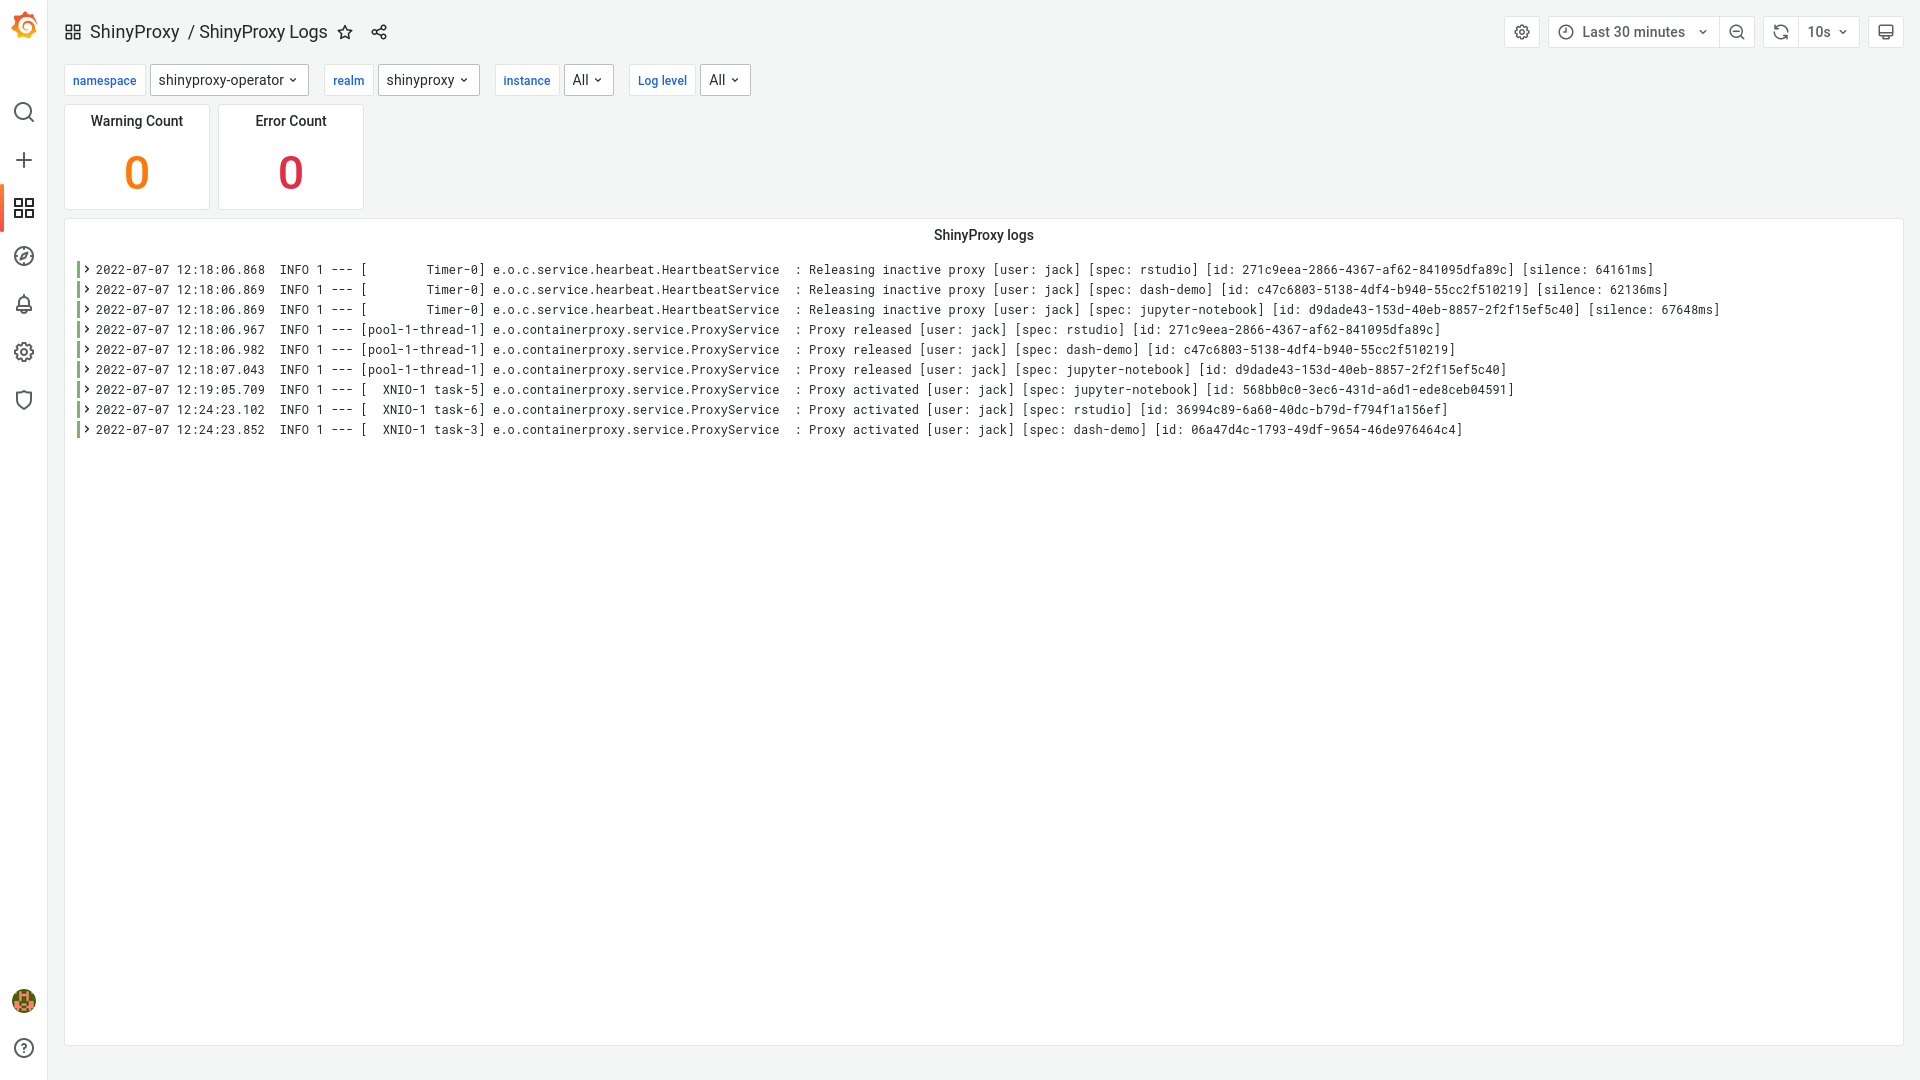 ShinyProxy / ShinyProxy Logs
Last 30 minutes
10s
namespace shinyproxy-operator realm shinyproxy instance All Log level All
Warning Count
0
Error Count
0
ShinyProxy logs
2022-07-07 12:18:06.868  INFO 1 --- [        Timer-0] e.o.c.service.hearbeat.HeartbeatService  : Releasing inactive proxy [user: jack] [spec: rstudio] [id: 271c9eea-2866-4367-af62-841095dfa89c] [silence: 64161ms]
2022-07-07 12:18:06.869  INFO 1 --- [        Timer-0] e.o.c.service.hearbeat.HeartbeatService  : Releasing inactive proxy [user: jack] [spec: dash-demo] [id: c47c6803-5138-4df4-b940-55cc2f510219] [silence: 62136ms]
2022-07-07 12:18:06.869  INFO 1 --- [        Timer-0] e.o.c.service.hearbeat.HeartbeatService  : Releasing inactive proxy [user: jack] [spec: jupyter-notebook] [id: d9dade43-153d-40eb-8857-2f2f15ef5c40] [silence: 67648ms]
2022-07-07 12:18:06.967  INFO 1 --- [pool-1-thread-1] e.o.containerproxy.service.ProxyService  : Proxy released [user: jack] [spec: rstudio] [id: 271c9eea-2866-4367-af62-841095dfa89c]
2022-07-07 12:18:06.982  INFO 1 --- [pool-1-thread-1] e.o.containerproxy.service.ProxyService  : Proxy released [user: jack] [spec: dash-demo] [id: c47c6803-5138-4df4-b940-55cc2f510219]
2022-07-07 12:18:07.043  INFO 1 --- [pool-1-thread-1] e.o.containerproxy.service.ProxyService  : Proxy released [user: jack] [spec: jupyter-notebook] [id: d9dade43-153d-40eb-8857-2f2f15ef5c40]
2022-07-07 12:19:05.709  INFO 1 --- [  XNIO-1 task-5] e.o.containerproxy.service.ProxyService  : Proxy activated [user: jack] [spec: jupyter-notebook] [id: 568bb0c0-3ec6-431d-a6d1-ede8ceb04591]
2022-07-07 12:24:23.102  INFO 1 --- [  XNIO-1 task-6] e.o.containerproxy.service.ProxyService  : Proxy activated [user: jack] [spec: rstudio] [id: 36994c89-6a60-40dc-b79d-f794f1a156ef]
2022-07-07 12:24:23.852  INFO 1 --- [  XNIO-1 task-3] e.o.containerproxy.service.ProxyService  : Proxy activated [user: jack] [spec: dash-demo] [id: 06a47d4c-1793-49df-9654-46de976464c4]